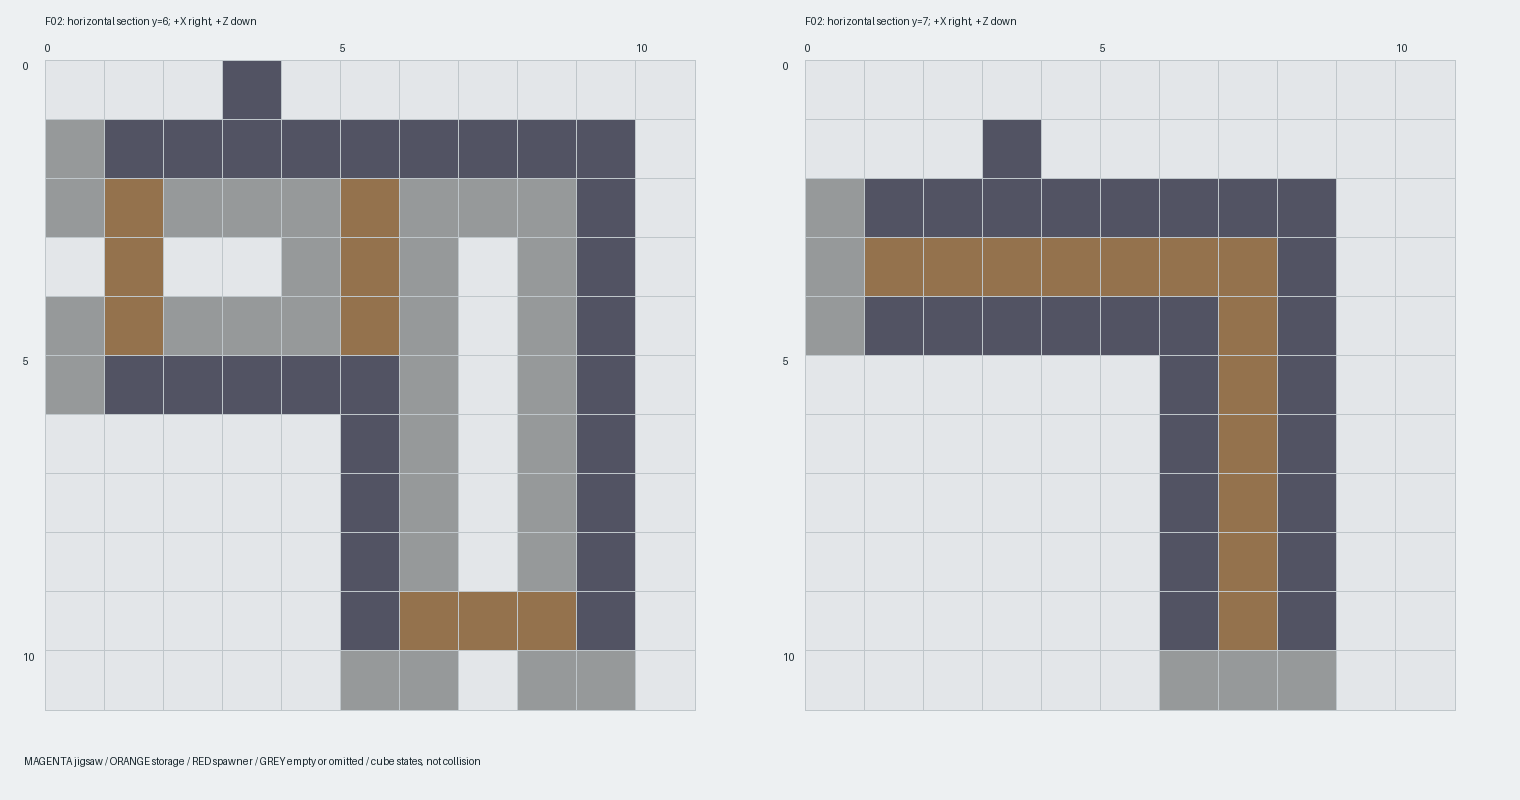 F02: horizontal section y=6; +X right, +Z down
F02: horizontal section y=7; +X right, +Z down
0 5 10
0 5 10
0
0
5
5
10
10
MAGENTA jigsaw / ORANGE storage / RED spawner / GREY empty or omitted / cube states, not collision